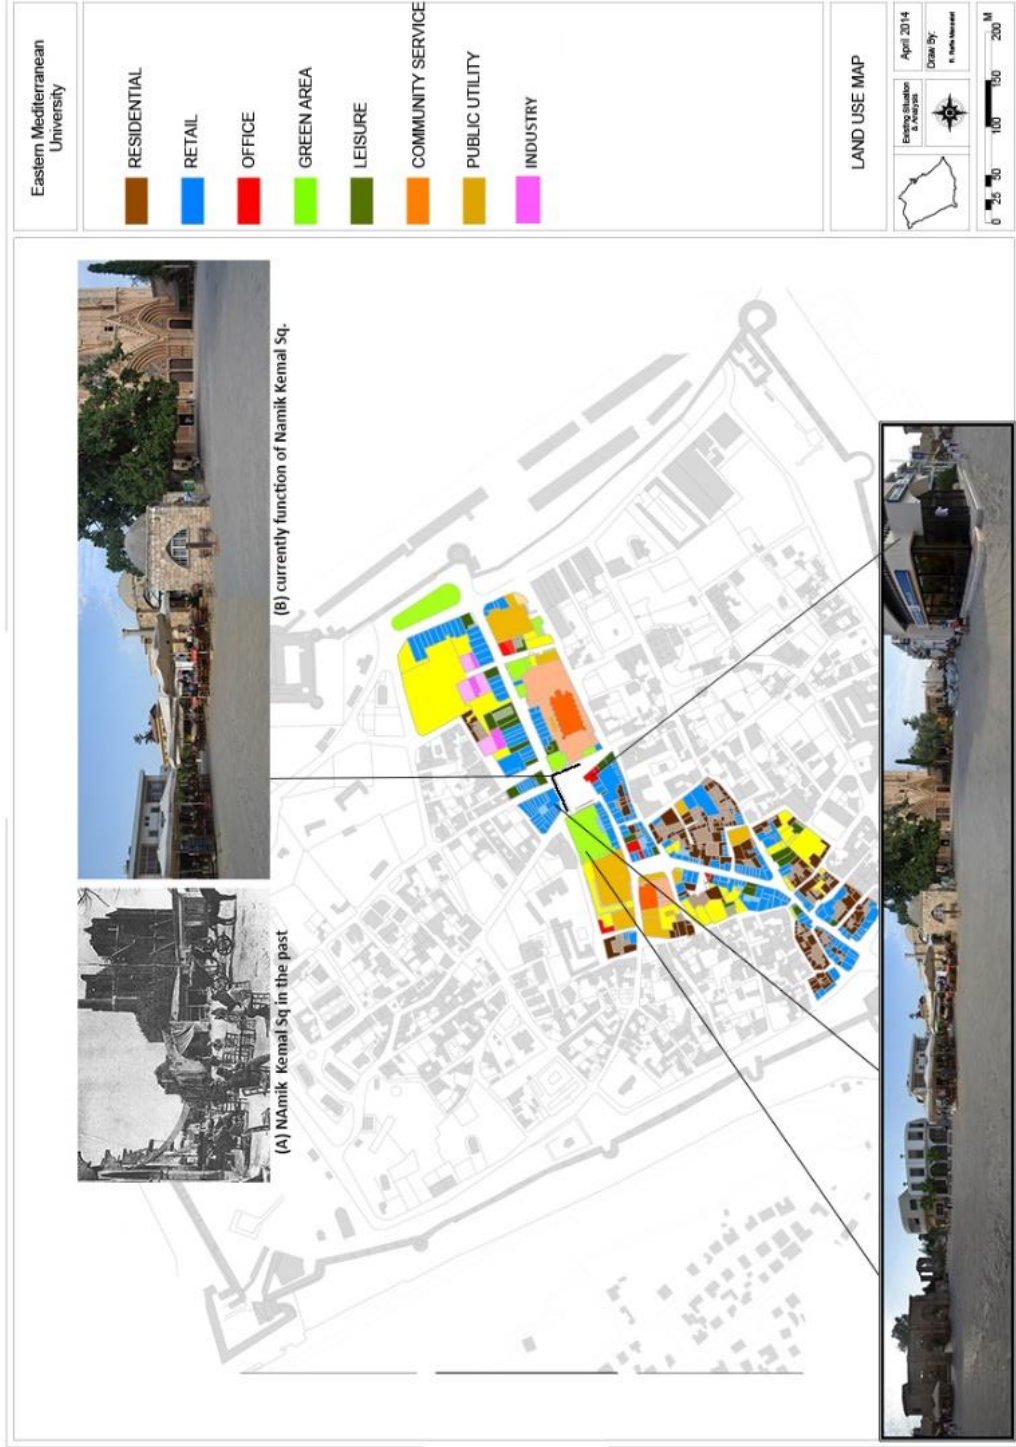 Eastern Mediterranean
University
RESIDENTIAL
RETAIL
OFFICE
GREEN AREA
LEISURE
COMMUNITY SERVICE
PUBLIC UTILITY
INDUSTRY
LAND USE MAP
Existing Situation
& Analysis
April 2014
Draw By:
0 25 50 100 150 200
M
(A) NAmik Kemal Sq in the past
(B) currently function of Namik Kemal Sq.